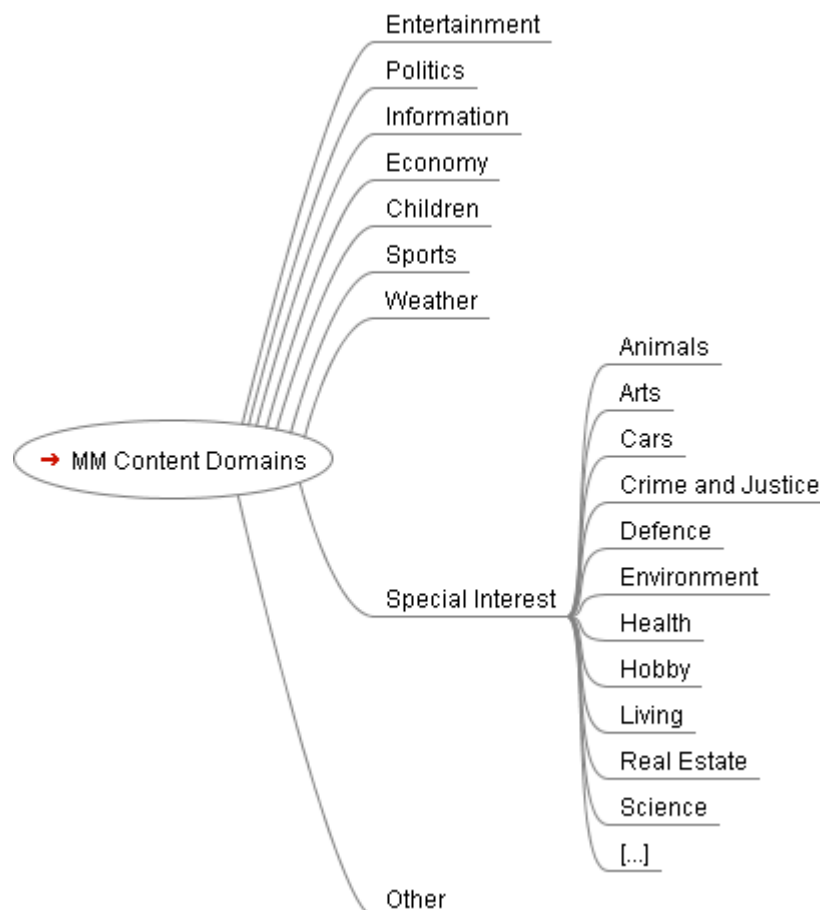 Entertainment
Politics
Information
Economy
Children
Sports
Weather
Animals
Arts
Cars
➔ MM Content Domains
Crime and Justice
Defence
Environment
Special Interest
Health
Hobby
Living
Real Estate
Science
[...]
Other